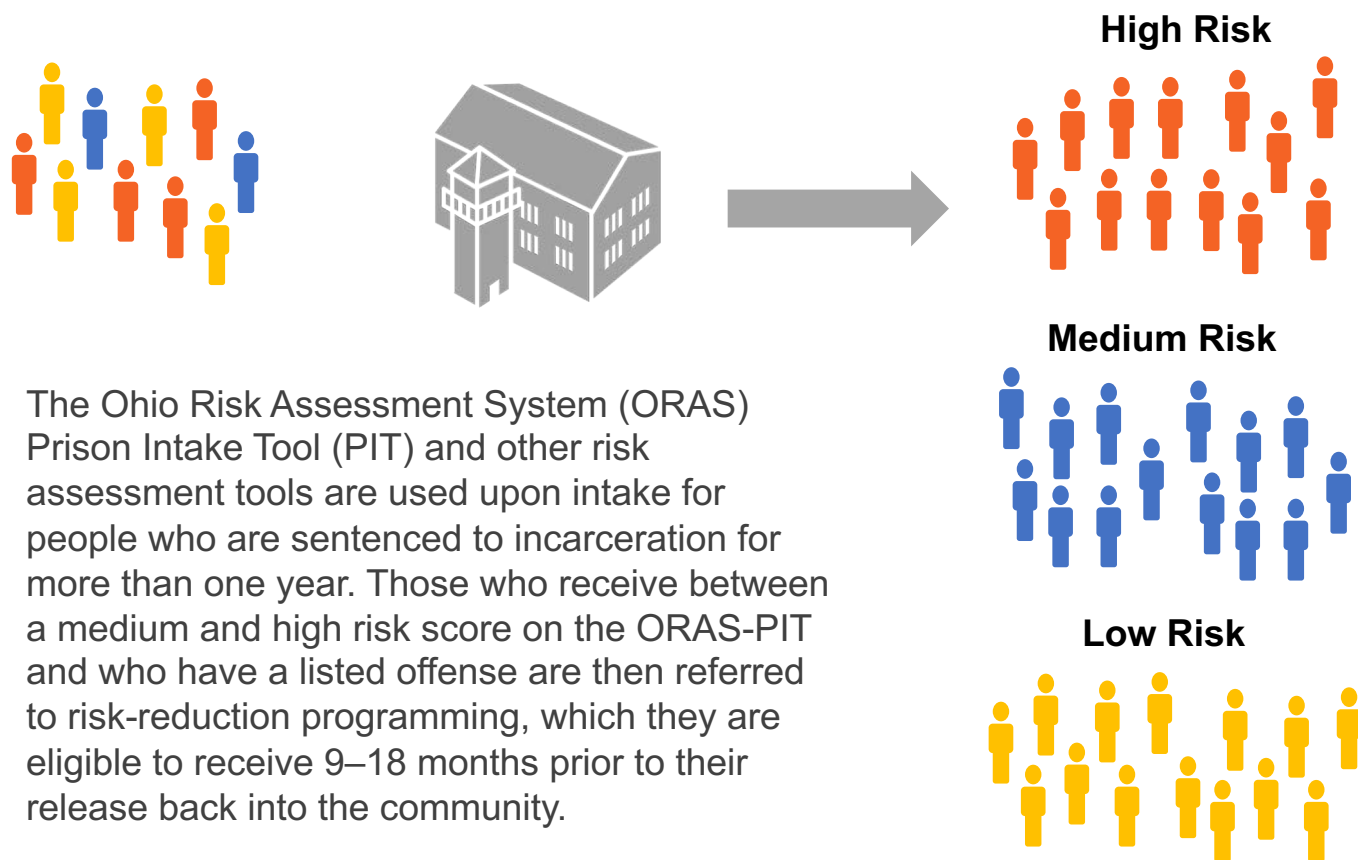 High Risk
Medium Risk
The Ohio Risk Assessment System (ORAS)
Prison Intake Tool (PIT) and other risk
assessment tools are used upon intake for
people who are sentenced to incarceration for
more than one year. Those who receive between
a medium and high risk score on the ORAS-PIT
and who have a listed offense are then referred
to risk-reduction programming, which they are
eligible to receive 9–18 months prior to their
release back into the community.
Low Risk